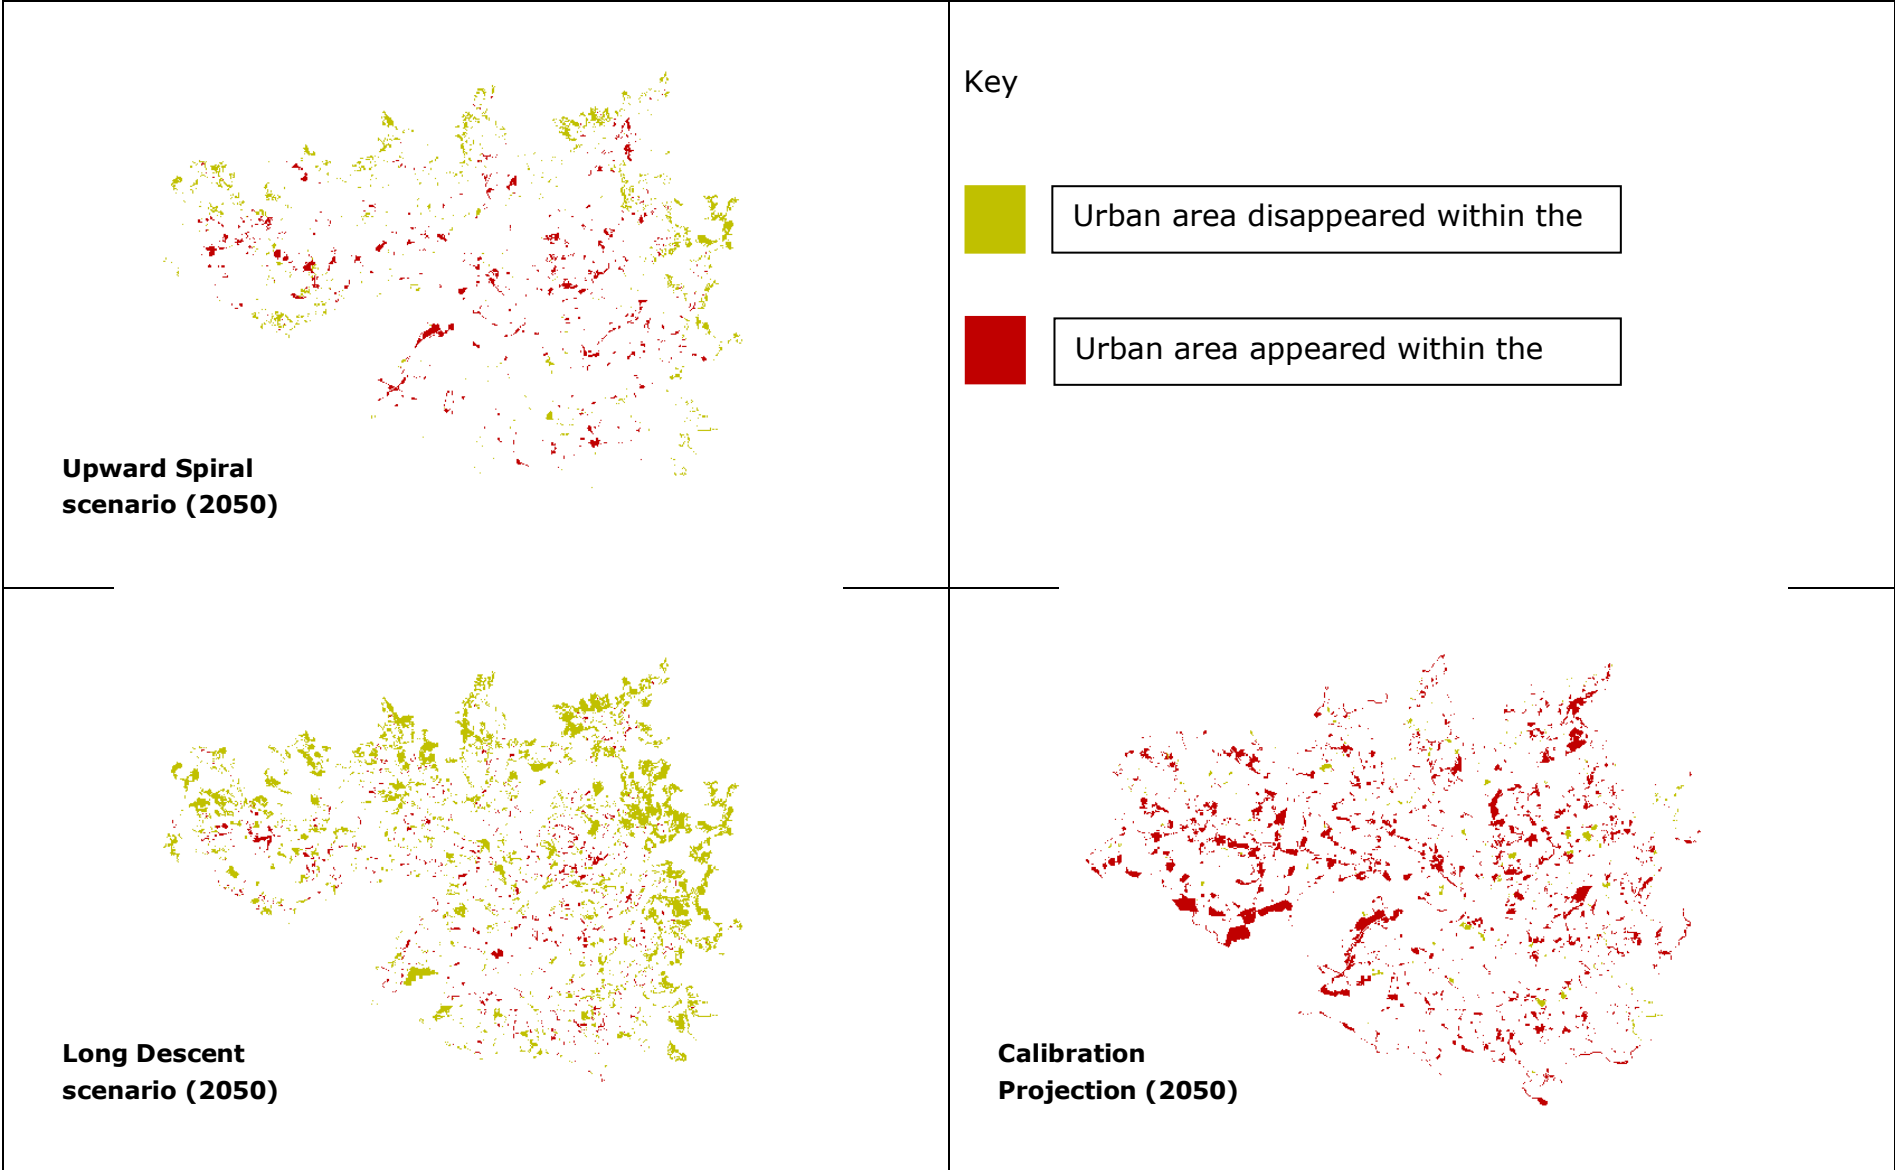 Key
Urban area disappeared within the
Urban area appeared within the
Upward Spiral
scenario (2050)
Long Descent
scenario (2050)
Calibration
Projection (2050)